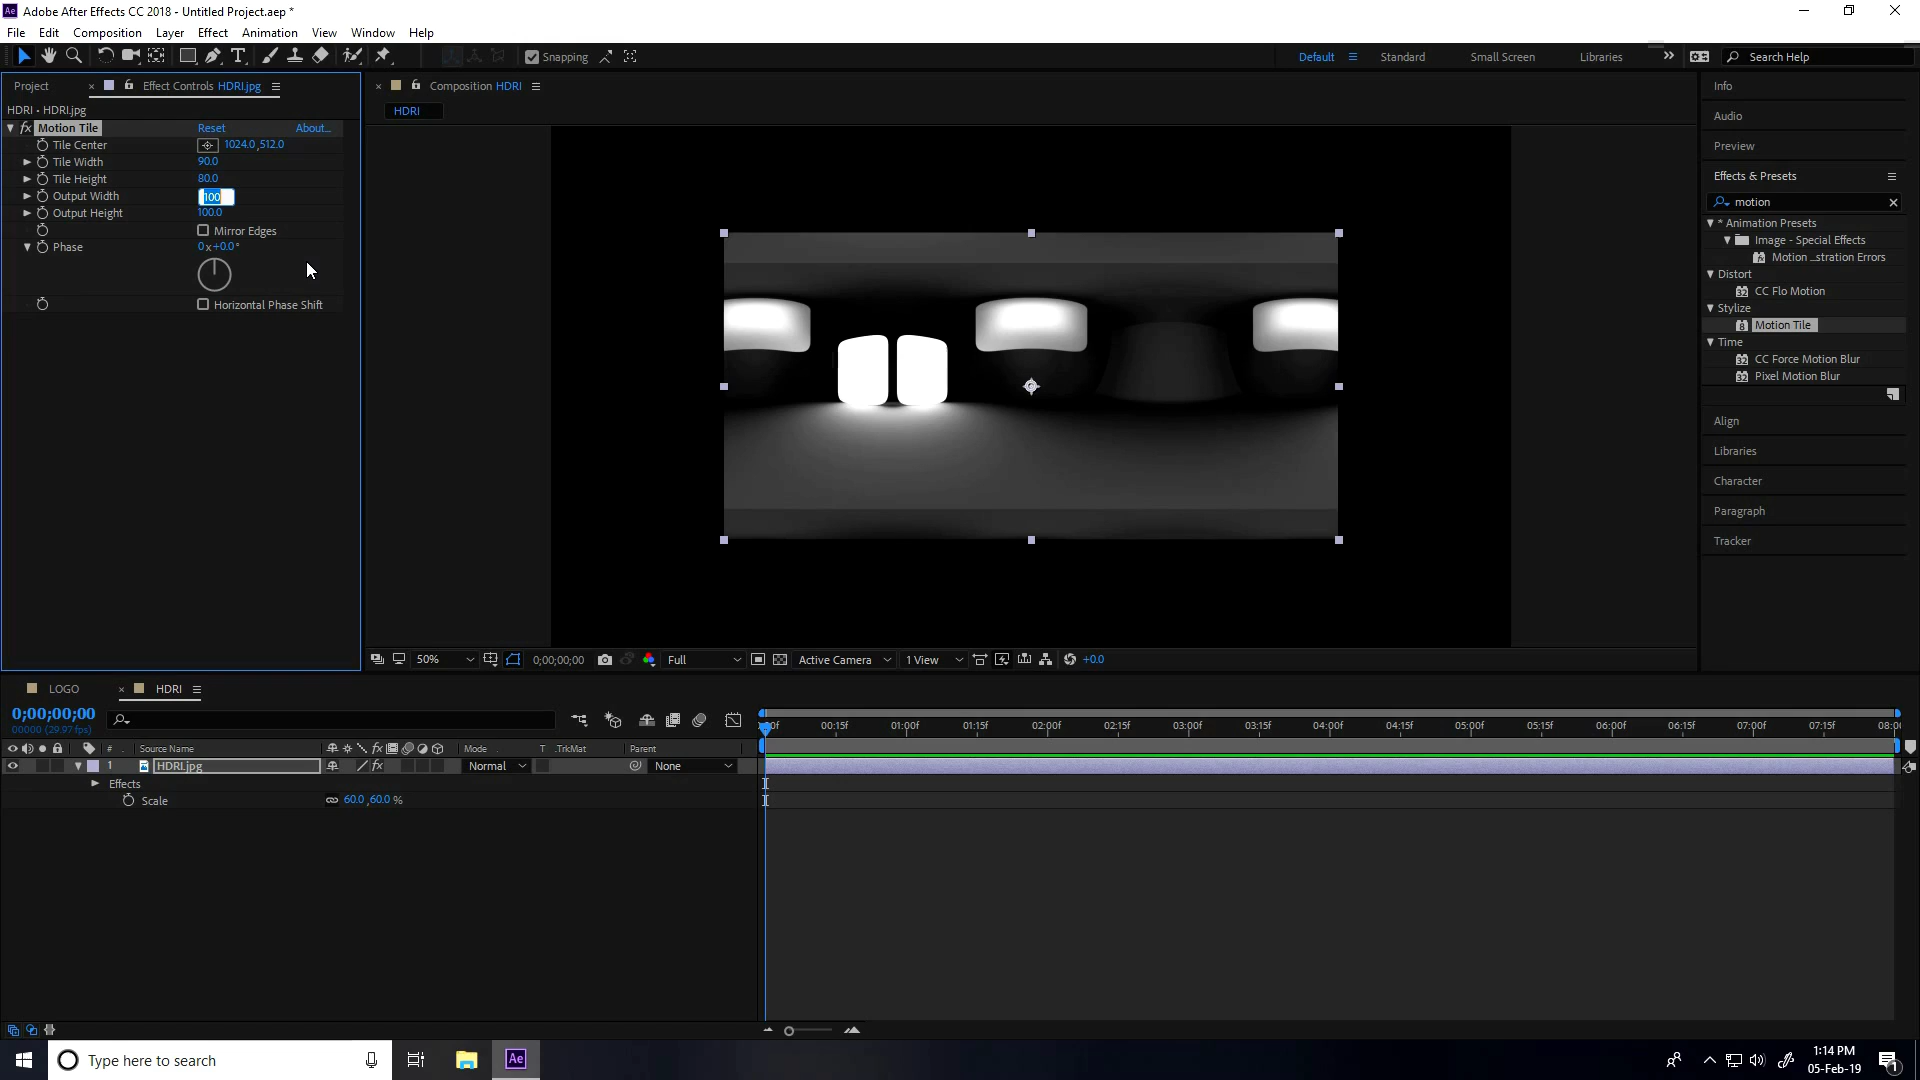 Adobe After Effects CC 2018 - Untitled Project.aep *
File Edit Composition Layer Effect Animation View Window Help
Snapping
Default
Standard
Small Screen
Libraries
Search Help
Project
Effect Controls HDRI.jpg
HDRI • HDRI.jpg
Motion Tile Reset About...
Tile Center 1024.0,512.0
Tile Width 90.0
Tile Height 80.0
Output Width 100
Output Height 100.0
Mirror Edges
Phase 0x+0.0°
Horizontal Phase Shift
Composition HDRI
HDRI
50%
0;00;00;00
Full
Active Camera
1 View
+0.0
Info
Audio
Preview
Effects & Presets
motion
* Animation Presets
Image - Special Effects
Motion ...stration Errors
Distort
CC Flo Motion
Stylize
Motion Tile
Time
CC Force Motion Blur
Pixel Motion Blur
Align
Libraries
Character
Paragraph
Tracker
LOGO
HDRI
0;00;00;00
00000 (29.97 fps)
00:15f 01:00f 01:15f 02:00f 02:15f 03:00f 03:15f 04:00f 04:15f 05:00f 05:15f 06:00f 06:15f 07:00f 07:15f
# Source Name Mode T .TrkMat Parent
1 HDRI.jpg Normal None
Effects
Scale 60.0,60.0 %
Type here to search
Ae
1:14 PM
05-Feb-19